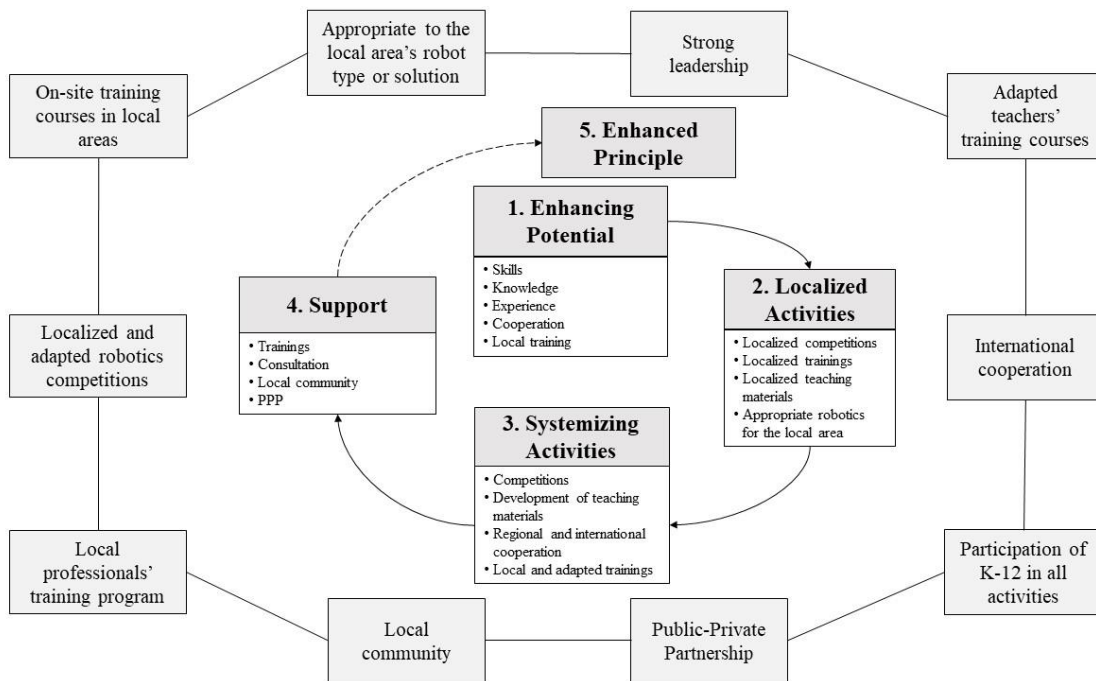 Appropriate to the
local area's robot
type or solution
Strong
leadership
On-site training
courses in local
areas
Adapted
teachers'
training courses
5. Enhanced
Principle
1. Enhancing
Potential
• Skills
• Knowledge
• Experience
• Cooperation
• Local training
2. Localized
Activities
• Localized competitions
• Localized trainings
• Localized teaching
materials
• Appropriate robotics
for the local area
4. Support
• Trainings
• Consultation
• Local community
• PPP
Localized and
adapted robotics
competitions
International
cooperation
3. Systemizing
Activities
• Competitions
• Development of teaching
materials
• Regional and international
cooperation
• Local and adapted trainings
Local
professionals'
training program
Participation of
K-12 in all
activities
Local
community
Public-Private
Partnership